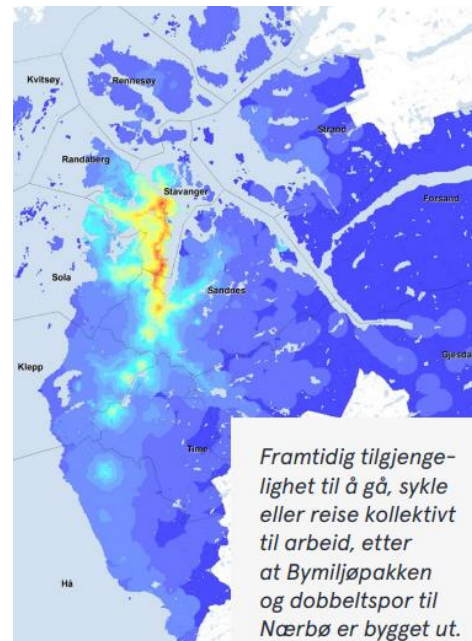 Kvitsøy
Rennesøy
Strand
Randaberg
Stavanger
Forsand
Sola
Sandnes
Gjesdal
Klepp
Time
Hå
Framtidig tilgjenge-
lighet til å gå, sykle
eller reise kollektivt
til arbeid, etter
at Bymiljøpakken
og dobbeltspor til
Nærbø er bygget ut.